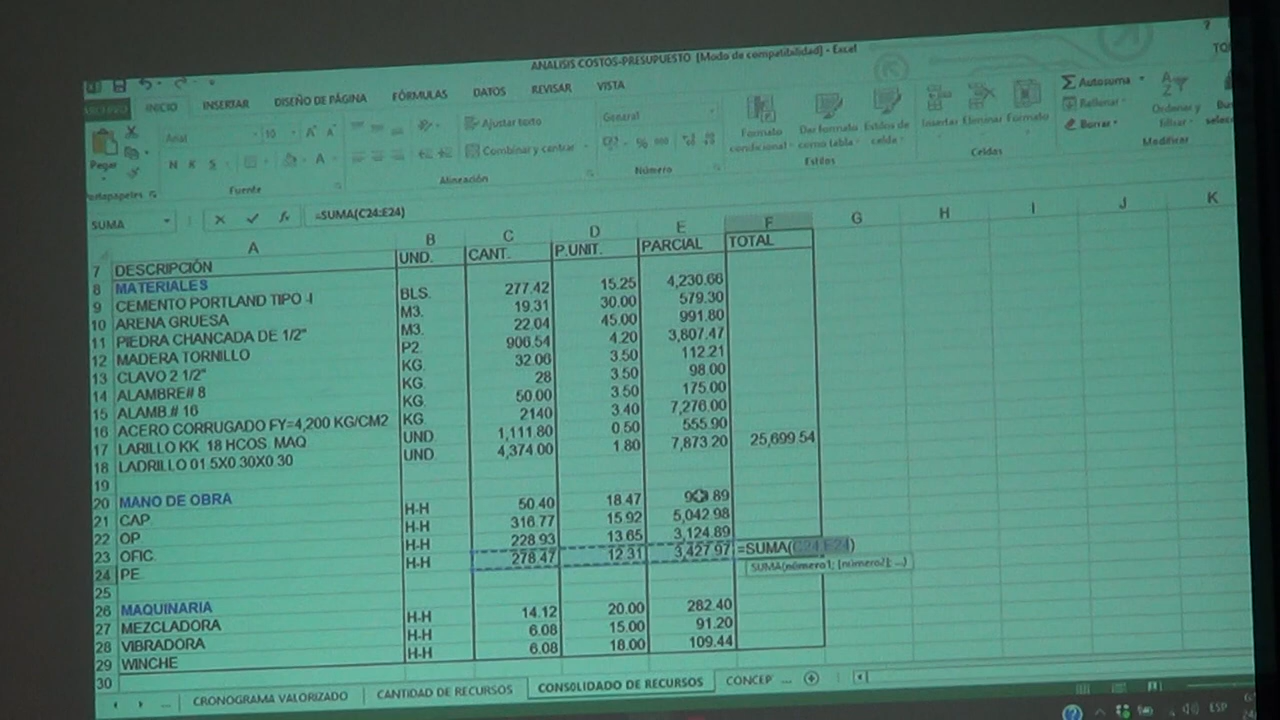 ANALISIS COSTOS-PRESUPUESTO [Modo de compatibilidad] - Excel
?
INICIO INSERTAR DISEÑO DE PÁGINA FÓRMULAS DATOS REVISAR VISTA
Arial 10 Ajustar texto General Autosuma
Pegar Combinar y centrar Formato condicional Dar formato como tabla Estilos de celda Insertar Eliminar Formato Rellenar Borrar Ordenar y filtrar
N K S % 000
Portapapeles Fuente Alineación Número Estilos Celdas Modificar
SUMA =SUMA(C24:E24)
A B C D E F G H I J K
7 DESCRIPCIÓN UND. CANT. P.UNIT. PARCIAL TOTAL
8 MATERIALES
9 CEMENTO PORTLAND TIPO -I BLS. 277.42 15.25 4,230.66
10 ARENA GRUESA M3. 19.31 30.00 579.30
11 PIEDRA CHANCADA DE 1/2" M3. 22.04 45.00 991.80
12 MADERA TORNILLO P2. 906.54 4.20 3,807.47
13 CLAVO 2 1/2" KG. 32.06 3.50 112.21
14 ALAMBRE# 8 KG. 28 3.50 98.00
15 ALAMB.# 16 KG. 50.00 3.50 175.00
16 ACERO CORRUGADO FY=4,200 KG/CM2 KG. 2140 3.40 7,276.00
17 LARILLO KK 18 HCOS. MAQ UND 1,111.80 0.50 555.90
18 LADRILLO 01 5X0 30X0 30 UND 4,374.00 1.80 7,873.20 25,699.54
19
20 MANO DE OBRA
21 CAP. H-H 50.40 18.47
22 OP. H-H 316.77 15.92 5,042.98
23 OFIC. H-H 228.93 13.65 3,124.89
24 PE. H-H 278.47 12.31 3,427.97 =SUMA(C24:E24)
SUMA(número1; [número2]; ...)
25
26 MAQUINARIA
27 MEZCLADORA H-H 14.12 20.00 282.40
28 VIBRADORA H-H 6.08 15.00 91.20
29 WINCHE H-H 6.08 18.00 109.44
30
... CRONOGRAMA VALORIZADO CANTIDAD DE RECURSOS CONSOLIDADO DE RECURSOS CONCEP ...
ESP